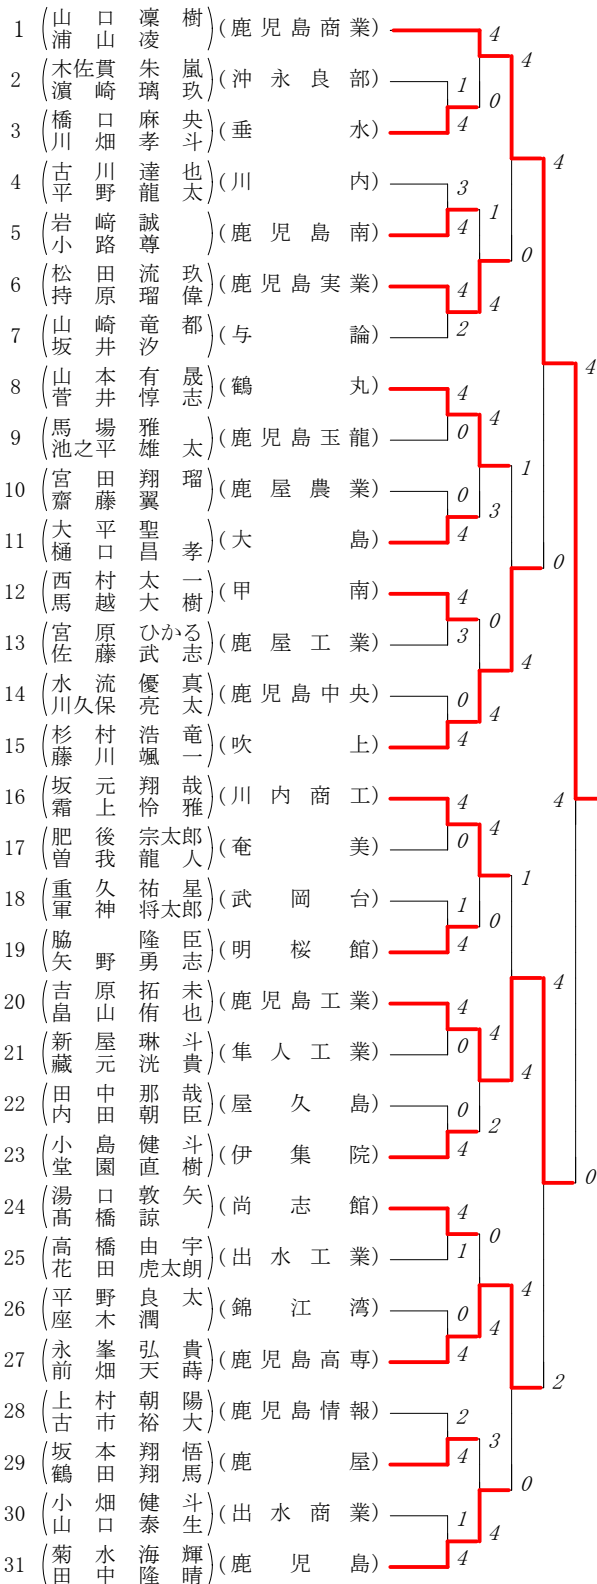 1 (山口凜樹 浦山凌) (鹿児島商業) 4
4
2 (木佐貫朱嵐 濵崎璃玖) (沖永良部) 1
0
3 (橋口麻央 川畑孝斗) (垂水) 4
4
4 (古川達也 平野龍太) (川内) 3
1
5 (岩﨑誠 小路尊) (鹿児島南) 4
0
6 (松田流玖 持原瑠偉) (鹿児島実業) 4
4
7 (山崎竜都 坂井汐) (与論) 2
4
8 (山本有晟 菅井惇志) (鶴丸) 4
4
9 (馬場雅 池之平雄太) (鹿児島玉龍) 0
1
10 (宮田翔瑠 齋藤翼) (鹿屋農業) 0
3
11 (大平聖 樋口昌孝) (大島) 4
0
12 (西村太一 馬越大樹) (甲南) 4
0
13 (宮原ひかる 佐藤武志) (鹿屋工業) 3
4
14 (水流優真 川久保亮太) (鹿児島中央) 0
4
15 (杉村浩竜 藤川颯一) (吹上) 4
4
16 (坂元翔哉 霜上怜雅) (川内商工) 4
4
17 (肥後宗太郎 曽我龍人) (奄美) 0
1
18 (重久祐星 軍神将太郎) (武岡台) 1
0
19 (脇隆臣 矢野勇志) (明桜館) 4
4
20 (吉原拓未 畠山侑也) (鹿児島工業) 4
4
21 (新屋琳斗 藏元洸貴) (隼人工業) 0
4
22 (田中那哉 内田朝臣) (屋久島) 0
2
23 (小島健斗 堂園直樹) (伊集院) 4
0
24 (湯口敦矢 髙橋諒) (尚志館) 4
0
25 (高橋由宇 花田虎太朗) (出水工業) 1
4
26 (平野良太 座木潤) (錦江湾) 0
4
27 (永峯弘貴 前畑天蒔) (鹿児島高専) 4
2
28 (上村朝陽 古市裕大) (鹿児島情報) 2
3
29 (坂本翔悟 鶴田翔馬) (鹿屋) 4
0
30 (小畑健斗 山口泰生) (出水商業) 1
4
31 (菊水海輝 田中隆晴) (鹿児島) 4